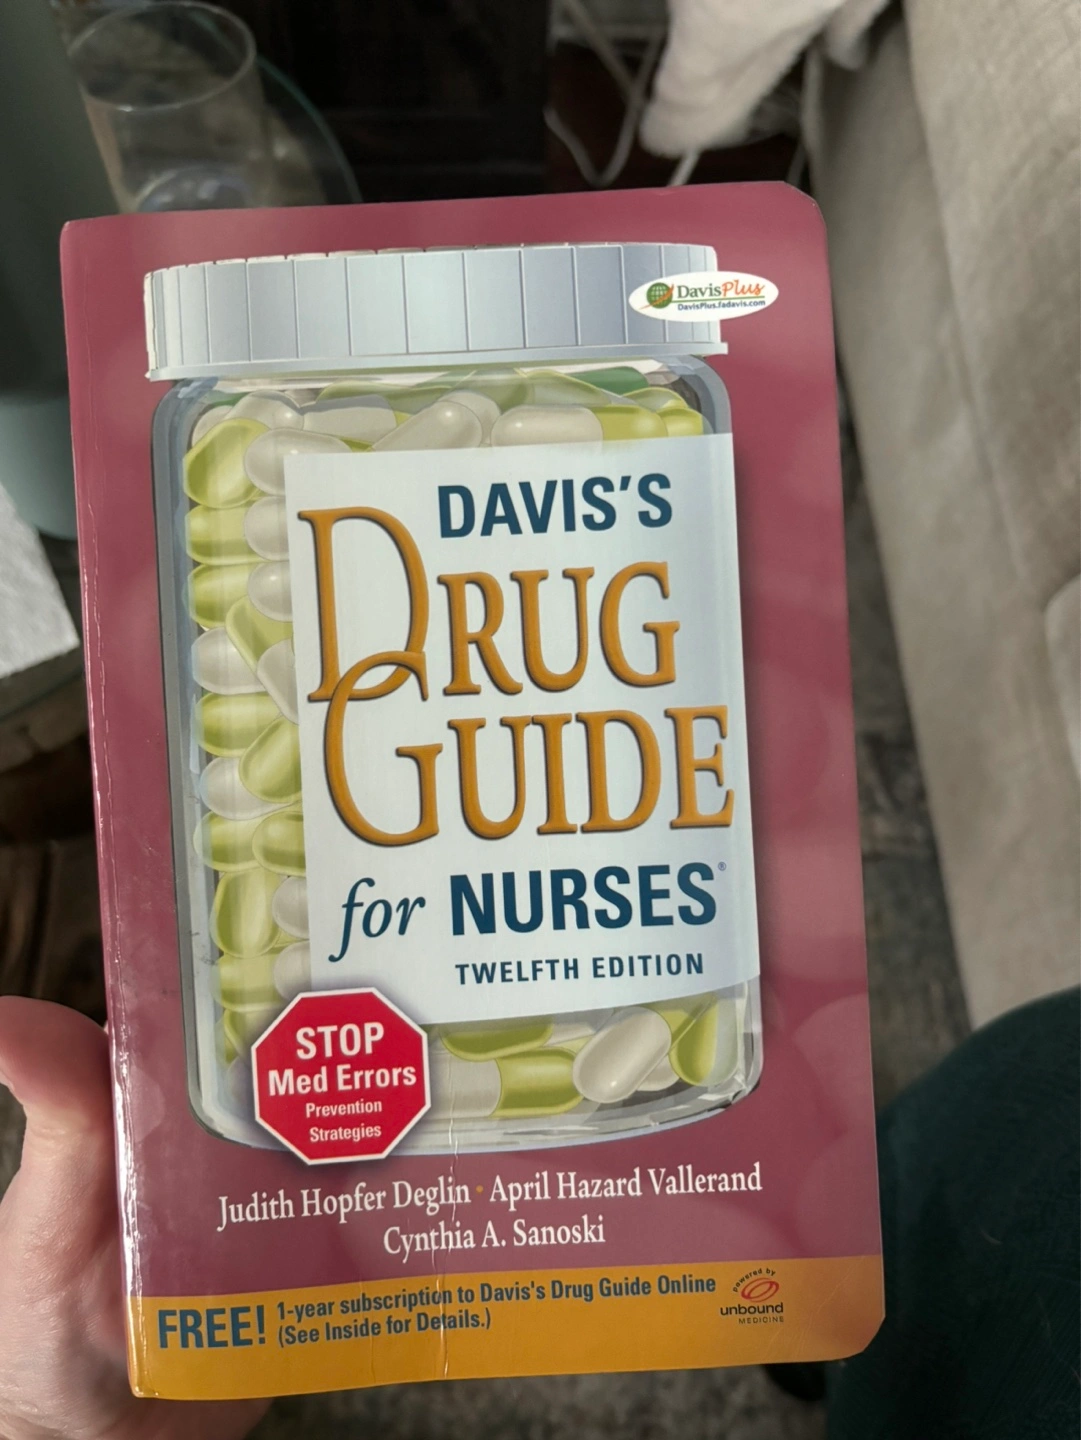 DavisPlus
DavisPlus.fadavis.com
DAVIS'S
DRUG
GUIDE
for NURSES®
TWELFTH EDITION
STOP
Med Errors
Prevention
Strategies
Judith Hopfer Deglin • April Hazard Vallerand
Cynthia A. Sanoski
FREE! 1-year subscription to Davis's Drug Guide Online
(See Inside for Details.)
Powered by
unbound
MEDICINE